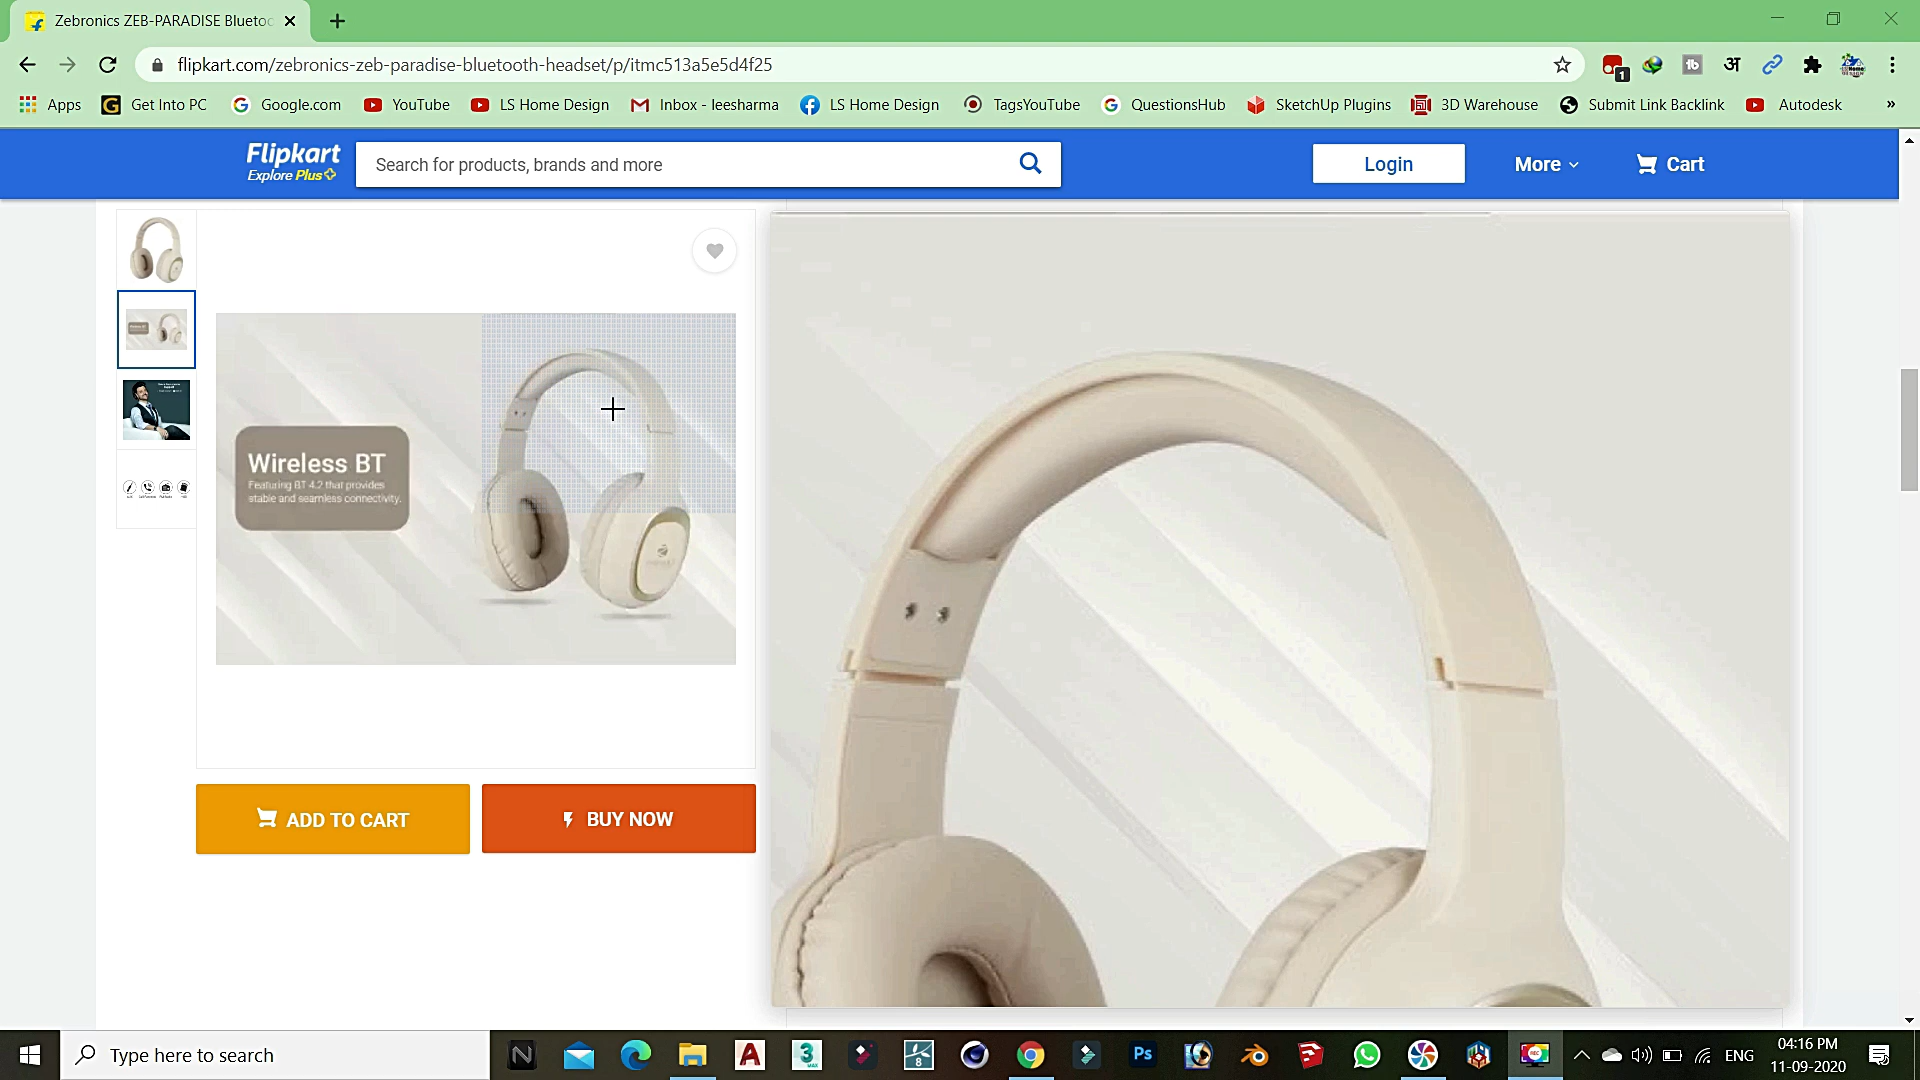 Zebronics ZEB-PARADISE Bluetoo
flipkart.com/zebronics-zeb-paradise-bluetooth-headset/p/itmc513a5e5d4f25
1
tb
अ
Apps
Get Into PC
Google.com
YouTube
LS Home Design
Inbox - leesharma
LS Home Design
TagsYouTube
QuestionsHub
SketchUp Plugins
3D Warehouse
Submit Link Backlink
Autodesk
»
Flipkart
Explore Plus
Search for products, brands and more
Login
More
Cart
Wireless BT
Featuring BT 4.2 that provides
stable and seamless connectivity.
ADD TO CART
BUY NOW
Type here to search
Ps
ENG
04:16 PM
11-09-2020